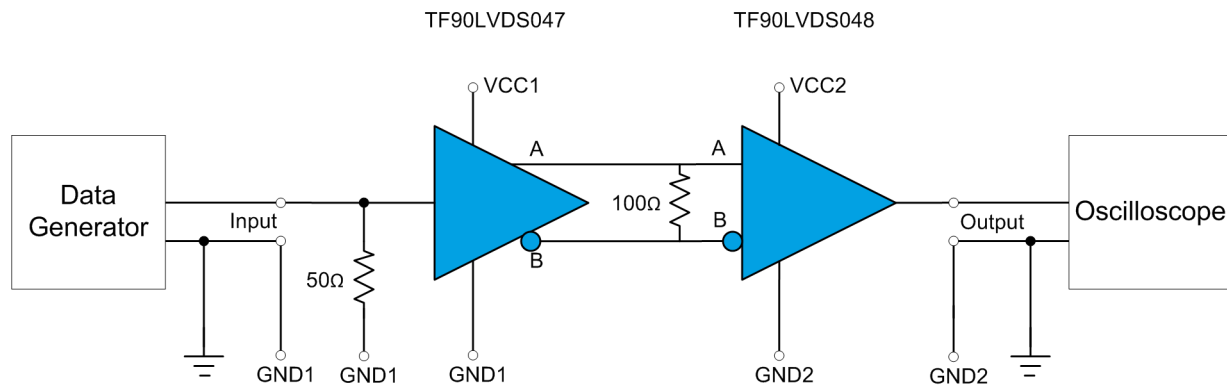 TF90LVDS047
TF90LVDS048
VCC1
VCC2
A
A
Data
Generator
Input
100Ω
B
B
Output
Oscilloscope
50Ω
GND1
GND1
GND1
GND2
GND2